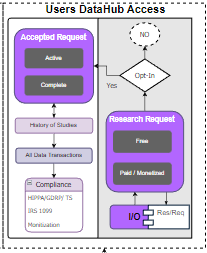 Users DataHub Access
Accepted Request
Active
Complete
History of Studies
All Data Transactions
Compliance
HIPPA/GDRP/ TS
IRS 1099
Monituation
NO
Opt-In
Yes
Research Request
Free
Paid / Monetized
I/O
Res/Req